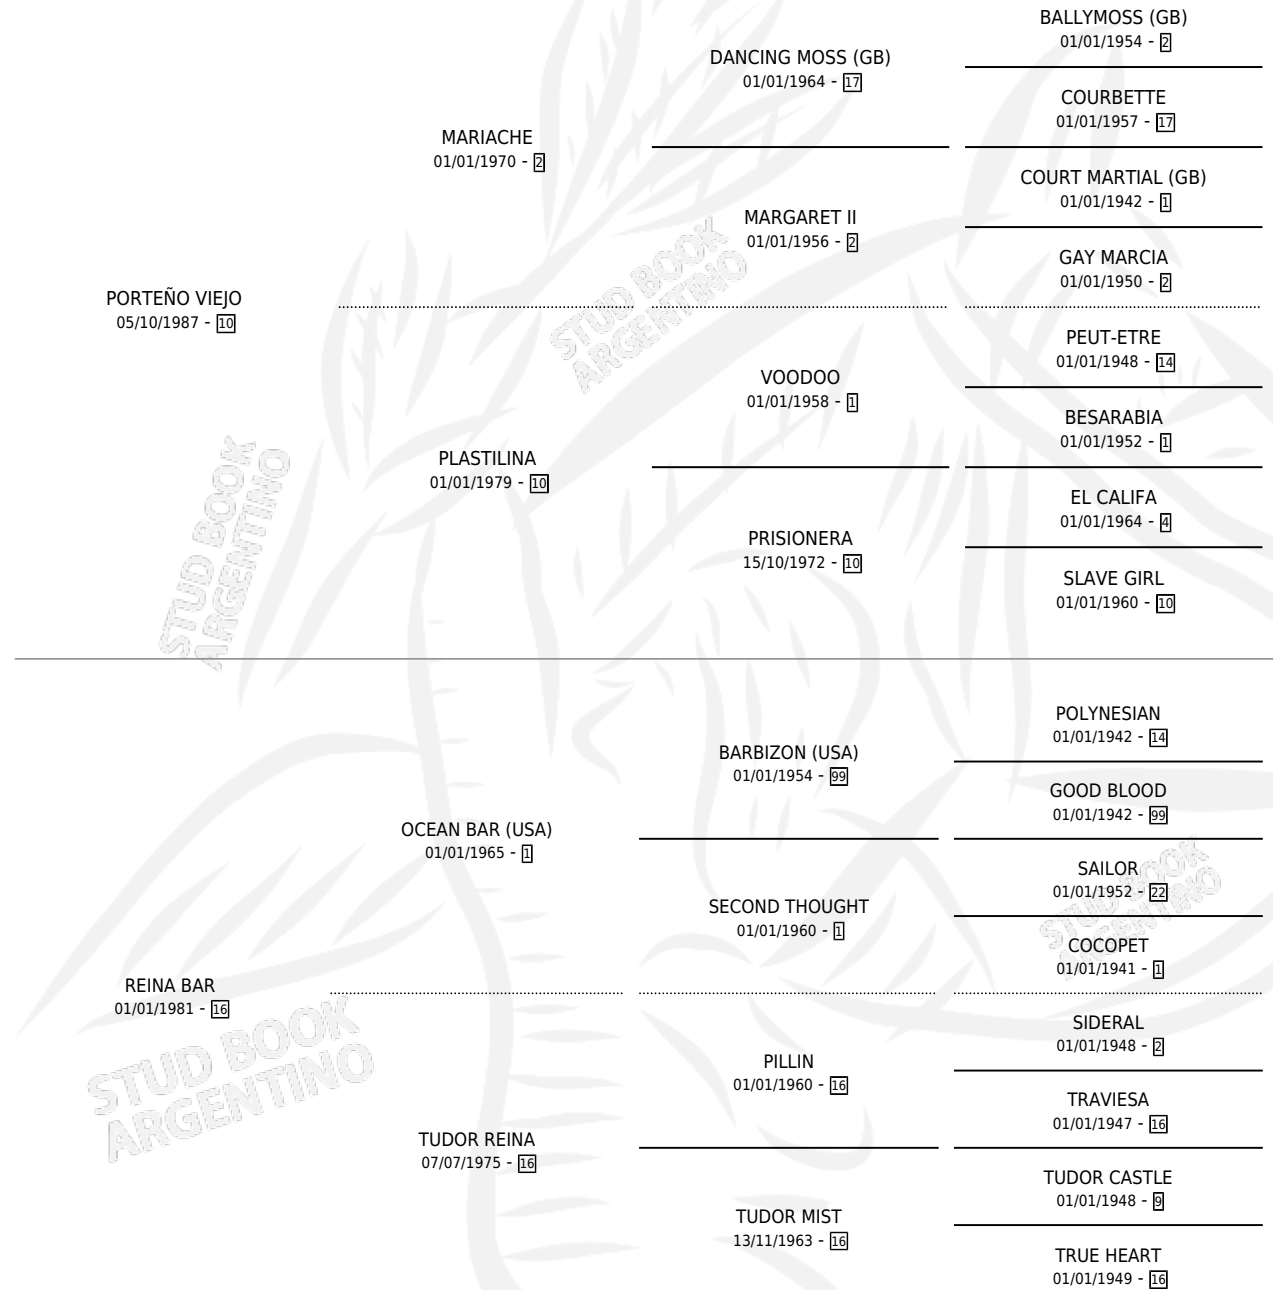 BALLYMOSS (GB)
01/01/1954 - 2
DANCING MOSS (GB)
01/01/1964 - 17
COURBETTE
01/01/1957 - 17
MARIACHE
01/01/1970 - 2
COURT MARTIAL (GB)
01/01/1942 - 1
MARGARET II
01/01/1956 - 2
GAY MARCIA
01/01/1950 - 2
PORTEÑO VIEJO
05/10/1987 - 10
PEUT-ETRE
01/01/1948 - 14
VOODOO
01/01/1958 - 1
BESARABIA
01/01/1952 - 1
PLASTILINA
01/01/1979 - 10
EL CALIFA
01/01/1964 - 4
PRISIONERA
15/10/1972 - 10
SLAVE GIRL
01/01/1960 - 10
STUD BOOK
ARGENTINO
STUD BOOK
ARGENTINO
POLYNESIAN
01/01/1942 - 14
BARBIZON (USA)
01/01/1954 - 99
GOOD BLOOD
01/01/1942 - 99
OCEAN BAR (USA)
01/01/1965 - 1
SAILOR
01/01/1952 - 22
SECOND THOUGHT
01/01/1960 - 1
COCOPET
01/01/1941 - 1
REINA BAR
01/01/1981 - 16
SIDERAL
01/01/1948 - 2
PILLIN
01/01/1960 - 16
TRAVIESA
01/01/1947 - 16
TUDOR REINA
07/07/1975 - 16
TUDOR CASTLE
01/01/1948 - 9
TUDOR MIST
13/11/1963 - 16
TRUE HEART
01/01/1949 - 16
STUD BOOK
ARGENTINO
STUD BOOK
ARGENTINO